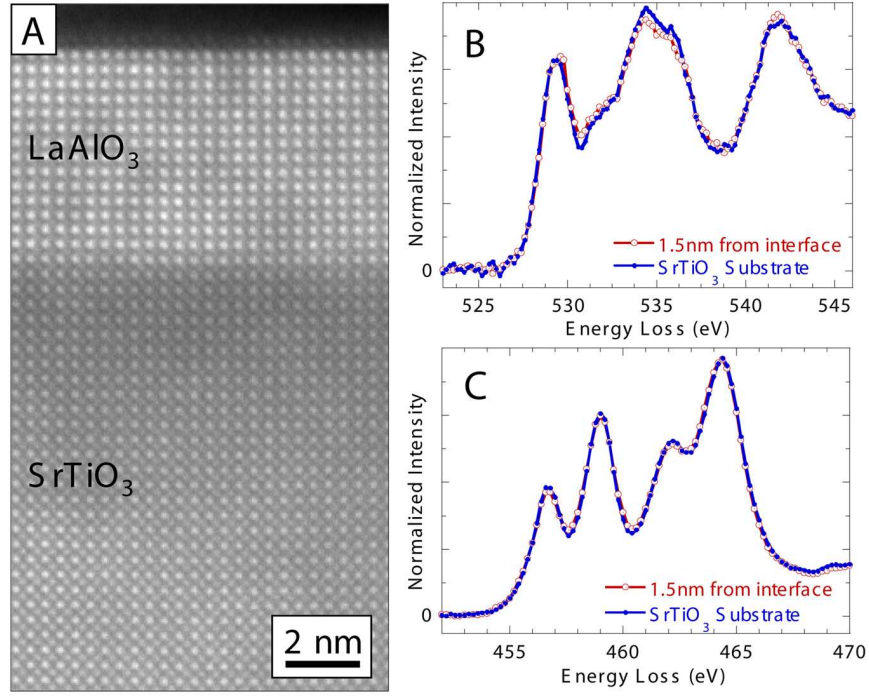 A
LaAlO3
SrTiO3
2 nm
B
Normalized Intensity
0
1.5nm from interface
SrTiO3 Substrate
525 530 535 540 545
Energy Loss (eV)
C
Normalized Intensity
0
1.5nm from interface
SrTiO3 Substrate
455 460 465 470
Energy Loss (eV)